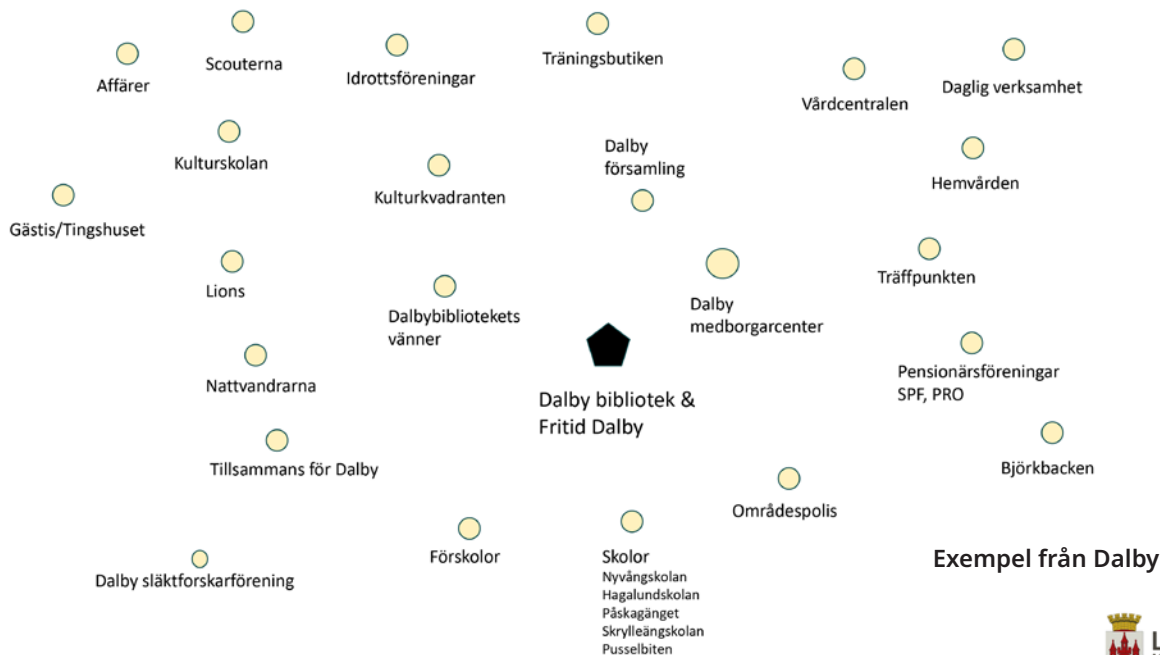 Träningsbutiken
Scouterna
Idrottsföreningar
Affärer
Daglig verksamhet
Vårdcentralen
Dalby
församling
Kulturskolan
Kulturkvadranten
Hemvården
Gästis/Tingshuset
Träffpunkten
Lions
Dalby
medborgarcenter
Dalbybibliotekets
vänner
Pensionärsföreningar
SPF, PRO
Nattvandrarna
Dalby bibliotek &
Fritid Dalby
Tillsammans för Dalby
Björkbacken
Områdespolis
Förskolor
Skolor
Nyvångskolan
Hagalundskolan
Påskagänget
Skrylleängskolan
Pusselbiten
Exempel från Dalby
Dalby släktforskarförening
L